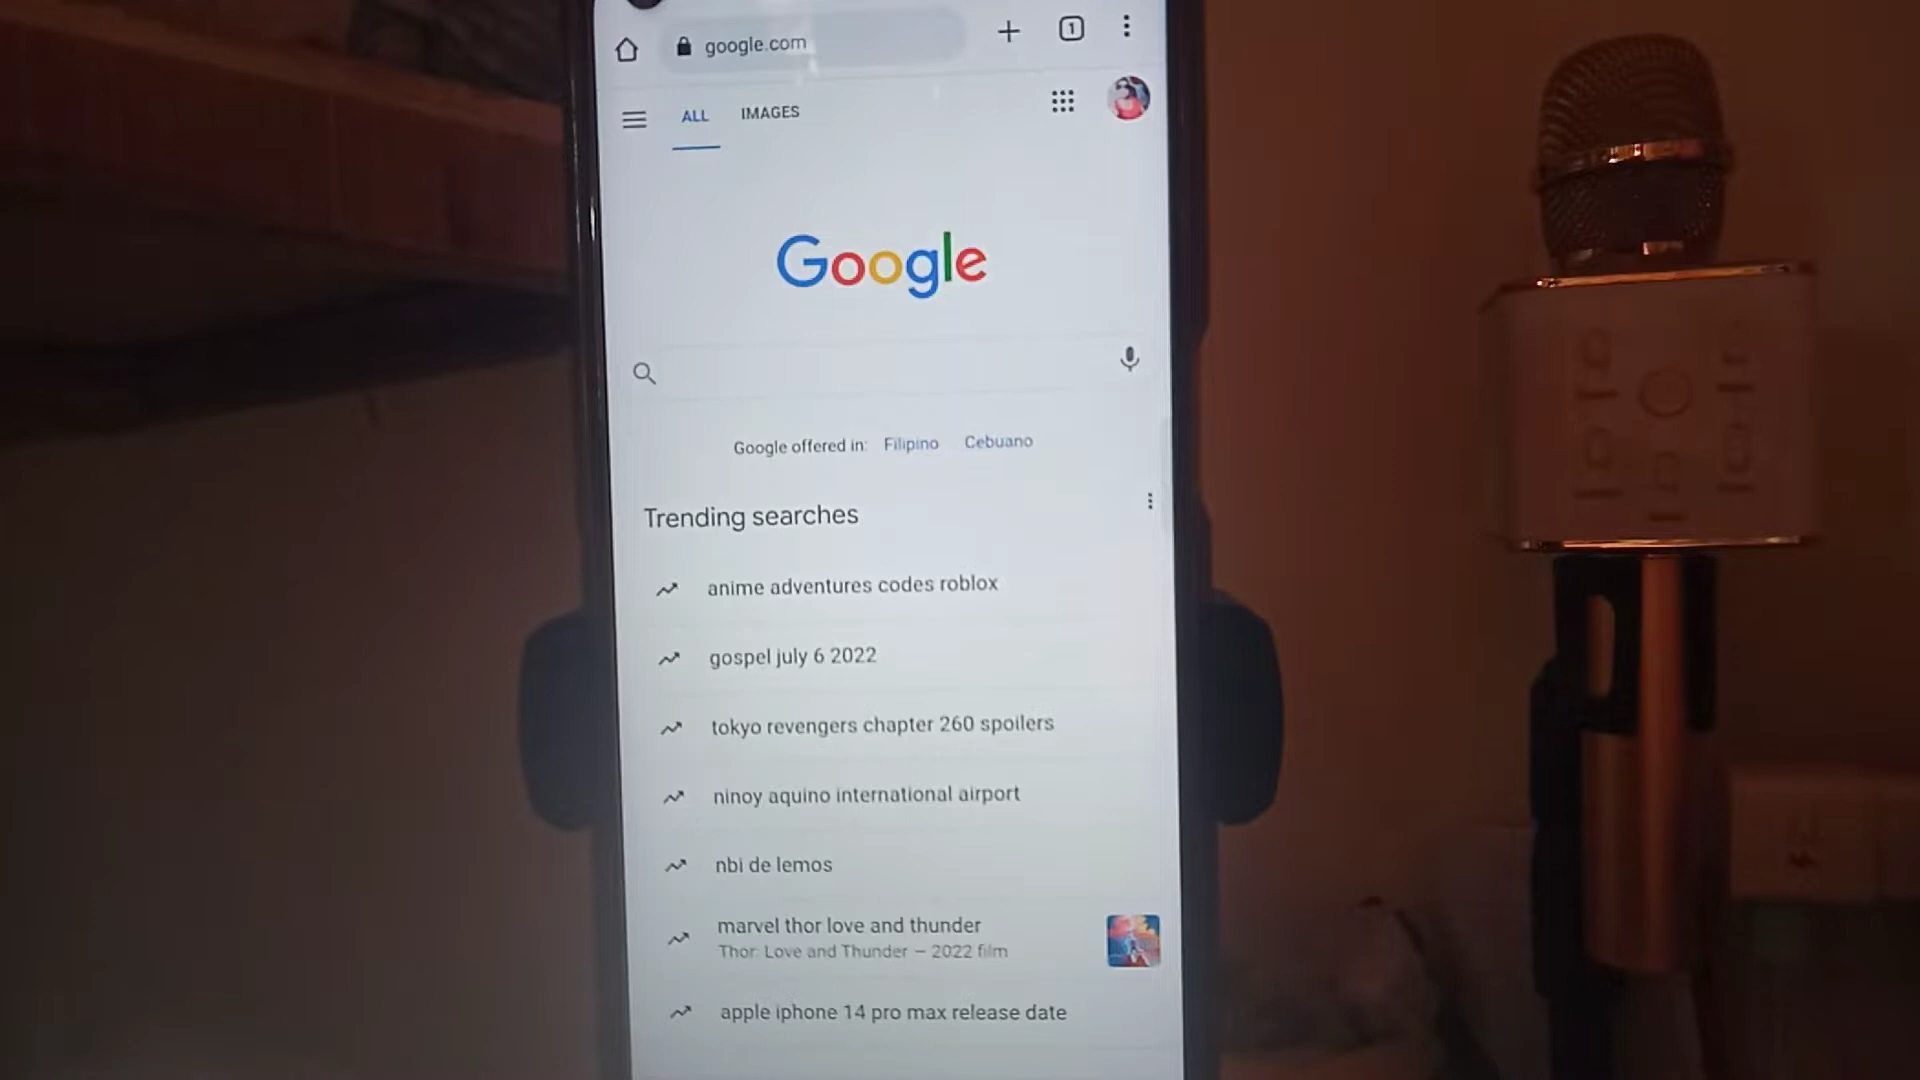 google.com
1
ALL IMAGES
Google
Google offered in: Filipino Cebuano
Trending searches
anime adventures codes roblox
gospel july 6 2022
tokyo revengers chapter 260 spoilers
ninoy aquino international airport
nbi de lemos
marvel thor love and thunder
Thor: Love and Thunder – 2022 film
apple iphone 14 pro max release date